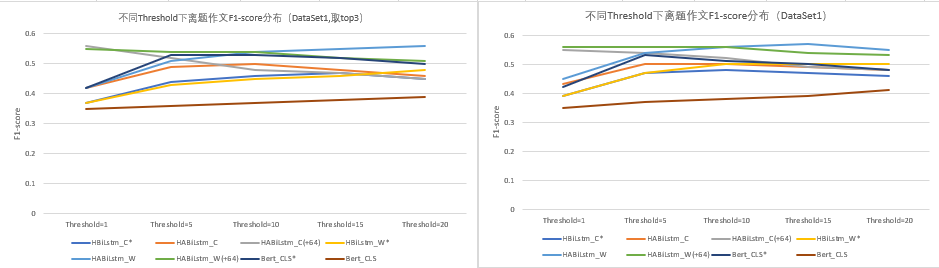 不同Threshold下离题作文F1-score分布（DataSet1,取top3）
0.6
0.5
0.4
0.3
0.2
0.1
0
F1-score
Threshold=1 Threshold=5 Threshold=10 Threshold=15 Threshold=20
HBiLstm_C* HABiLstm_C HABiLstm_C(+64) HBiLstm_W*
HABiLstm_W HABiLstm_W(+64) Bert_CLS* Bert_CLS
不同Threshold下离题作文F1-score分布（DataSet1）
0.6
0.5
0.4
0.3
0.2
0.1
0
F1-score
Threshold=1 Threshold=5 Threshold=10 Threshold=15 Threshold=20
HBiLstm_C* HABiLstm_C HABiLstm_C(+64) HBiLstm_W*
HABiLstm_W HABiLstm_W(+64) Bert_CLS* Bert_CLS